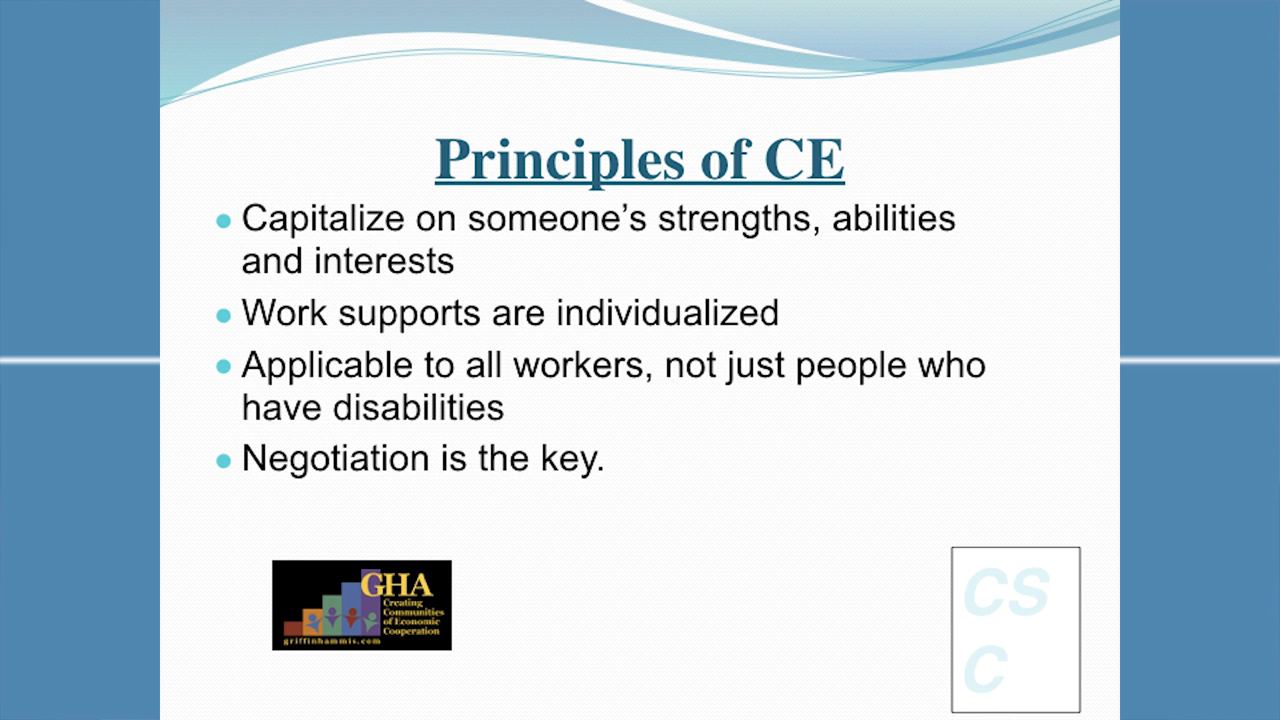 Principles of CE
Capitalize on someone’s strengths, abilities
and interests
Work supports are individualized
Applicable to all workers, not just people who
have disabilities
Negotiation is the key.
GHA
Creating
Communities
of Economic
Cooperation
griffinhammis.com
CS
C